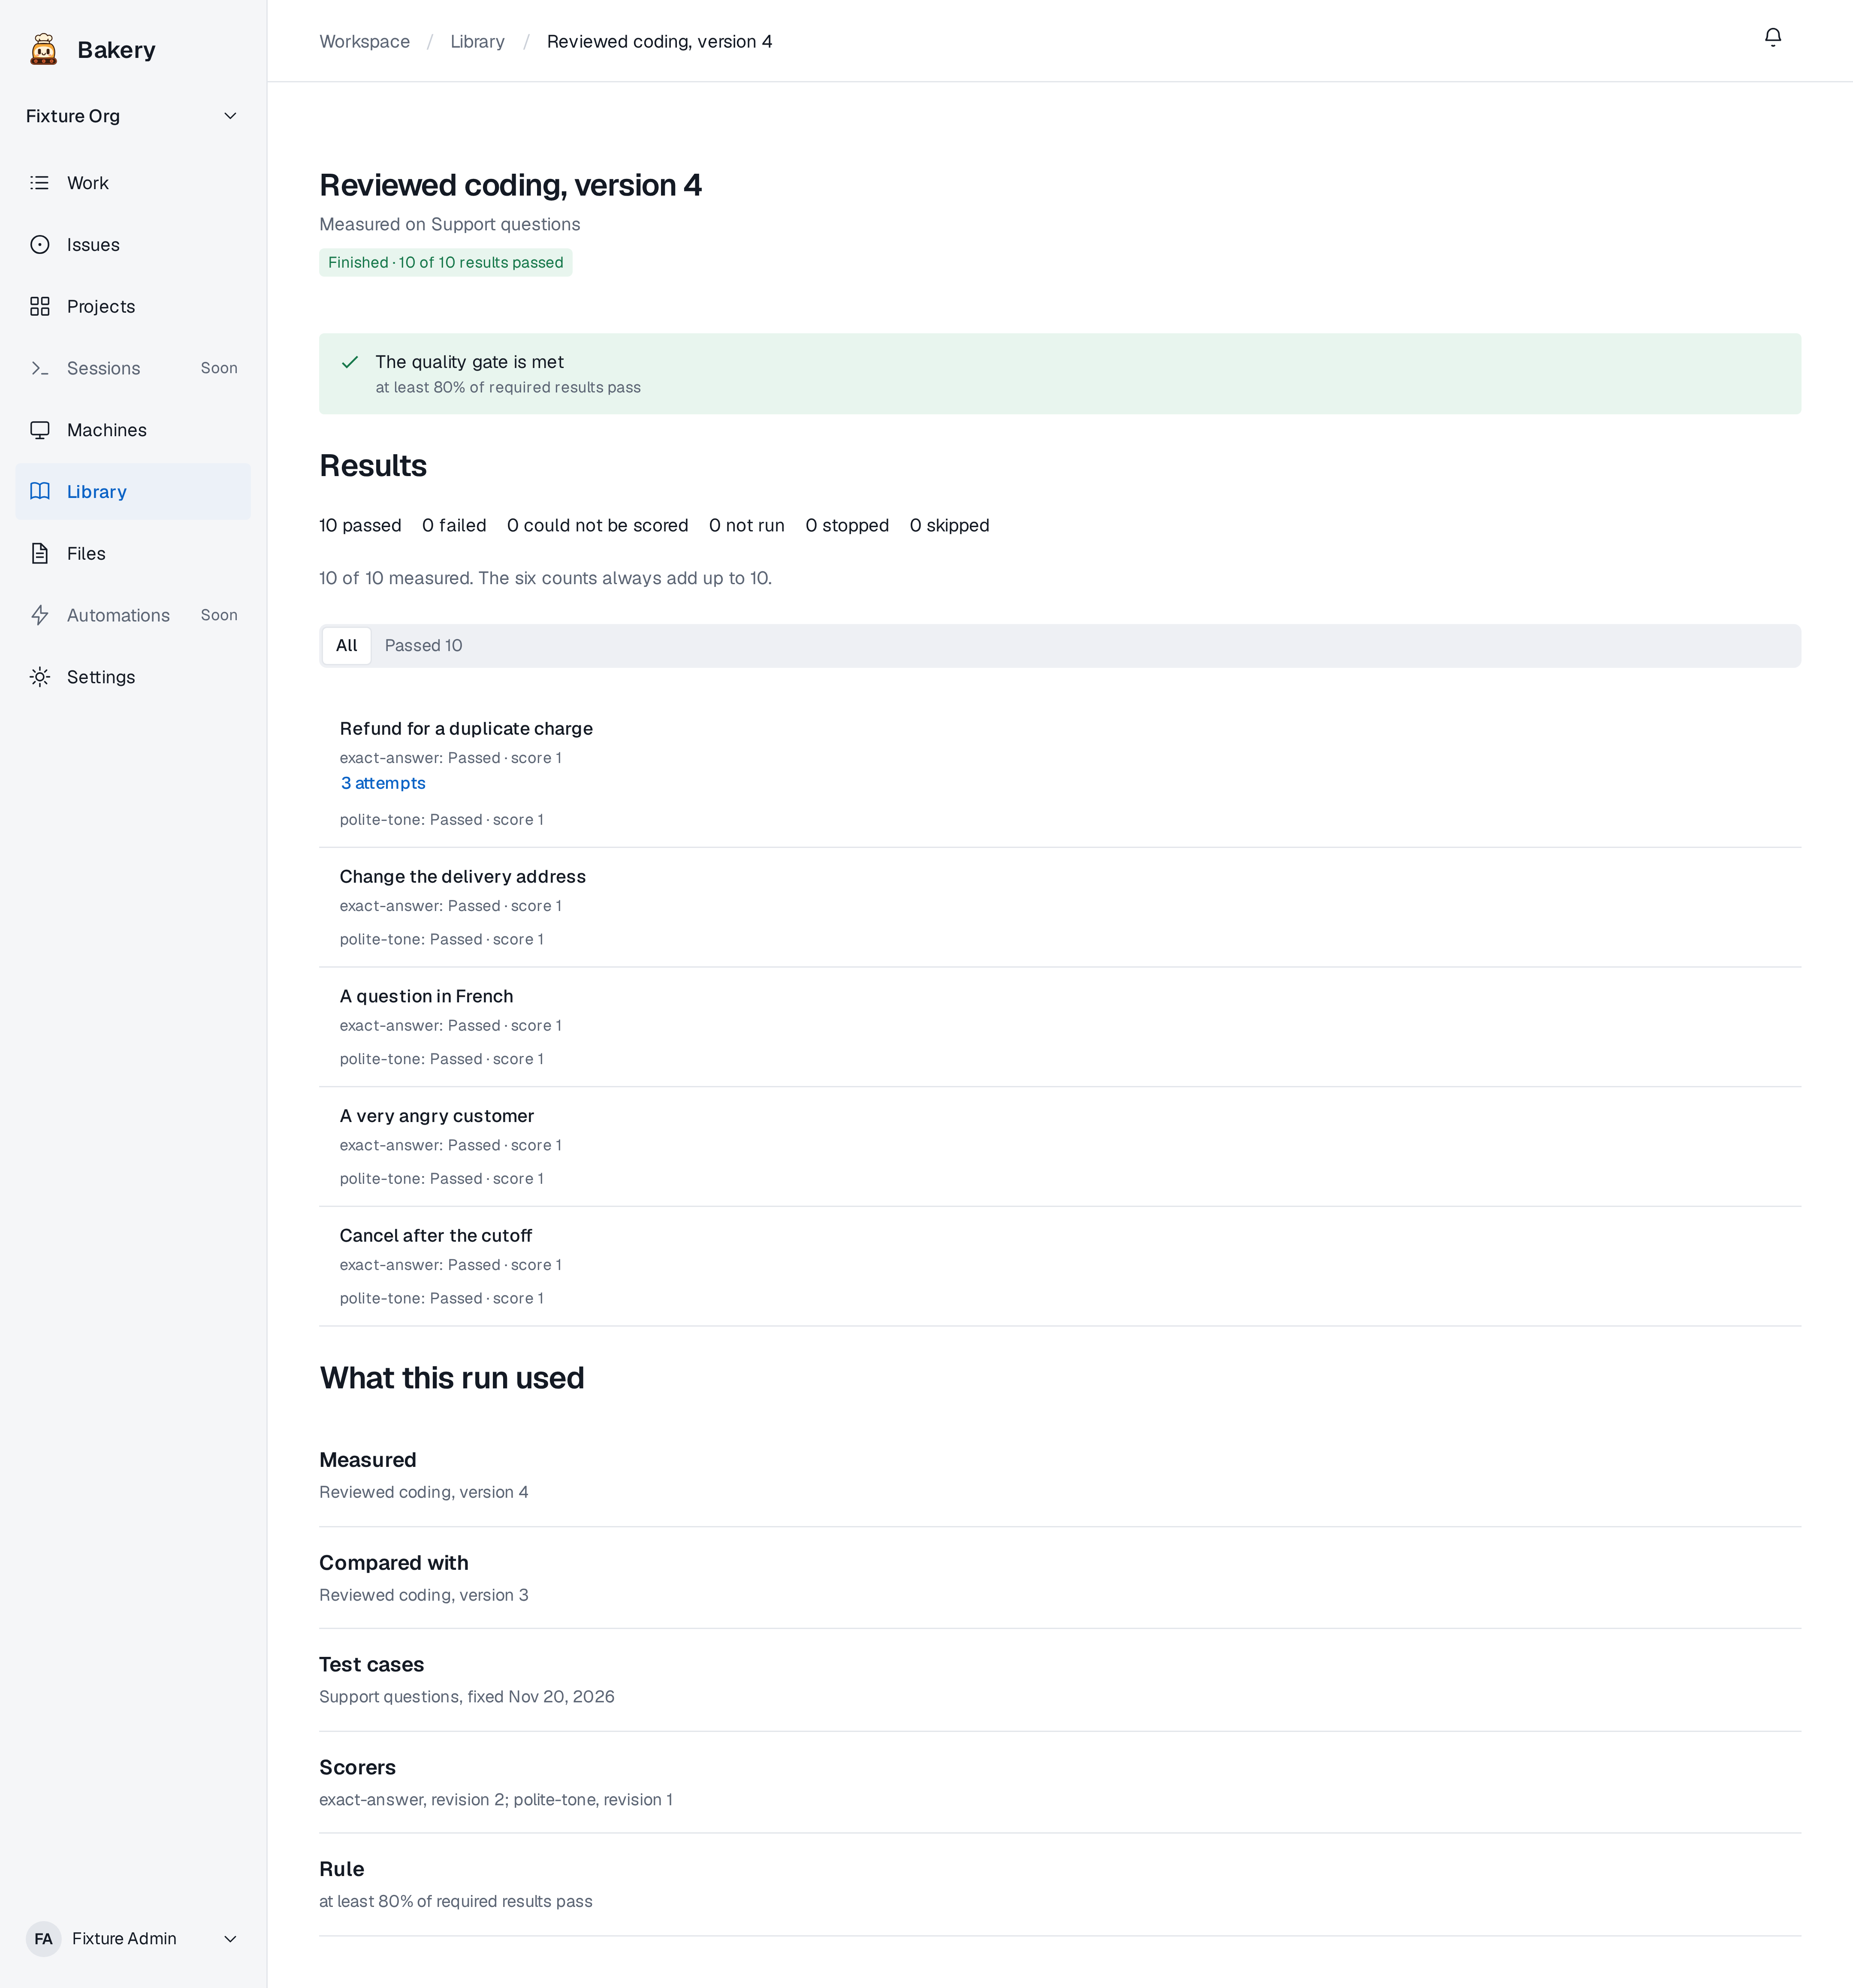 Bakery
Fixture Org
Work
Issues
Projects
Sessions Soon
Machines
Library
Files
Automations Soon
Settings
FA Fixture Admin
Workspace / Library / Reviewed coding, version 4
Reviewed coding, version 4
Measured on Support questions
Finished · 10 of 10 results passed
The quality gate is met
at least 80% of required results pass
Results
10 passed 0 failed 0 could not be scored 0 not run 0 stopped 0 skipped
10 of 10 measured. The six counts always add up to 10.
All Passed 10
Refund for a duplicate charge
exact-answer: Passed · score 1
3 attempts
polite-tone: Passed · score 1
Change the delivery address
exact-answer: Passed · score 1
polite-tone: Passed · score 1
A question in French
exact-answer: Passed · score 1
polite-tone: Passed · score 1
A very angry customer
exact-answer: Passed · score 1
polite-tone: Passed · score 1
Cancel after the cutoff
exact-answer: Passed · score 1
polite-tone: Passed · score 1
What this run used
Measured
Reviewed coding, version 4
Compared with
Reviewed coding, version 3
Test cases
Support questions, fixed Nov 20, 2026
Scorers
exact-answer, revision 2; polite-tone, revision 1
Rule
at least 80% of required results pass